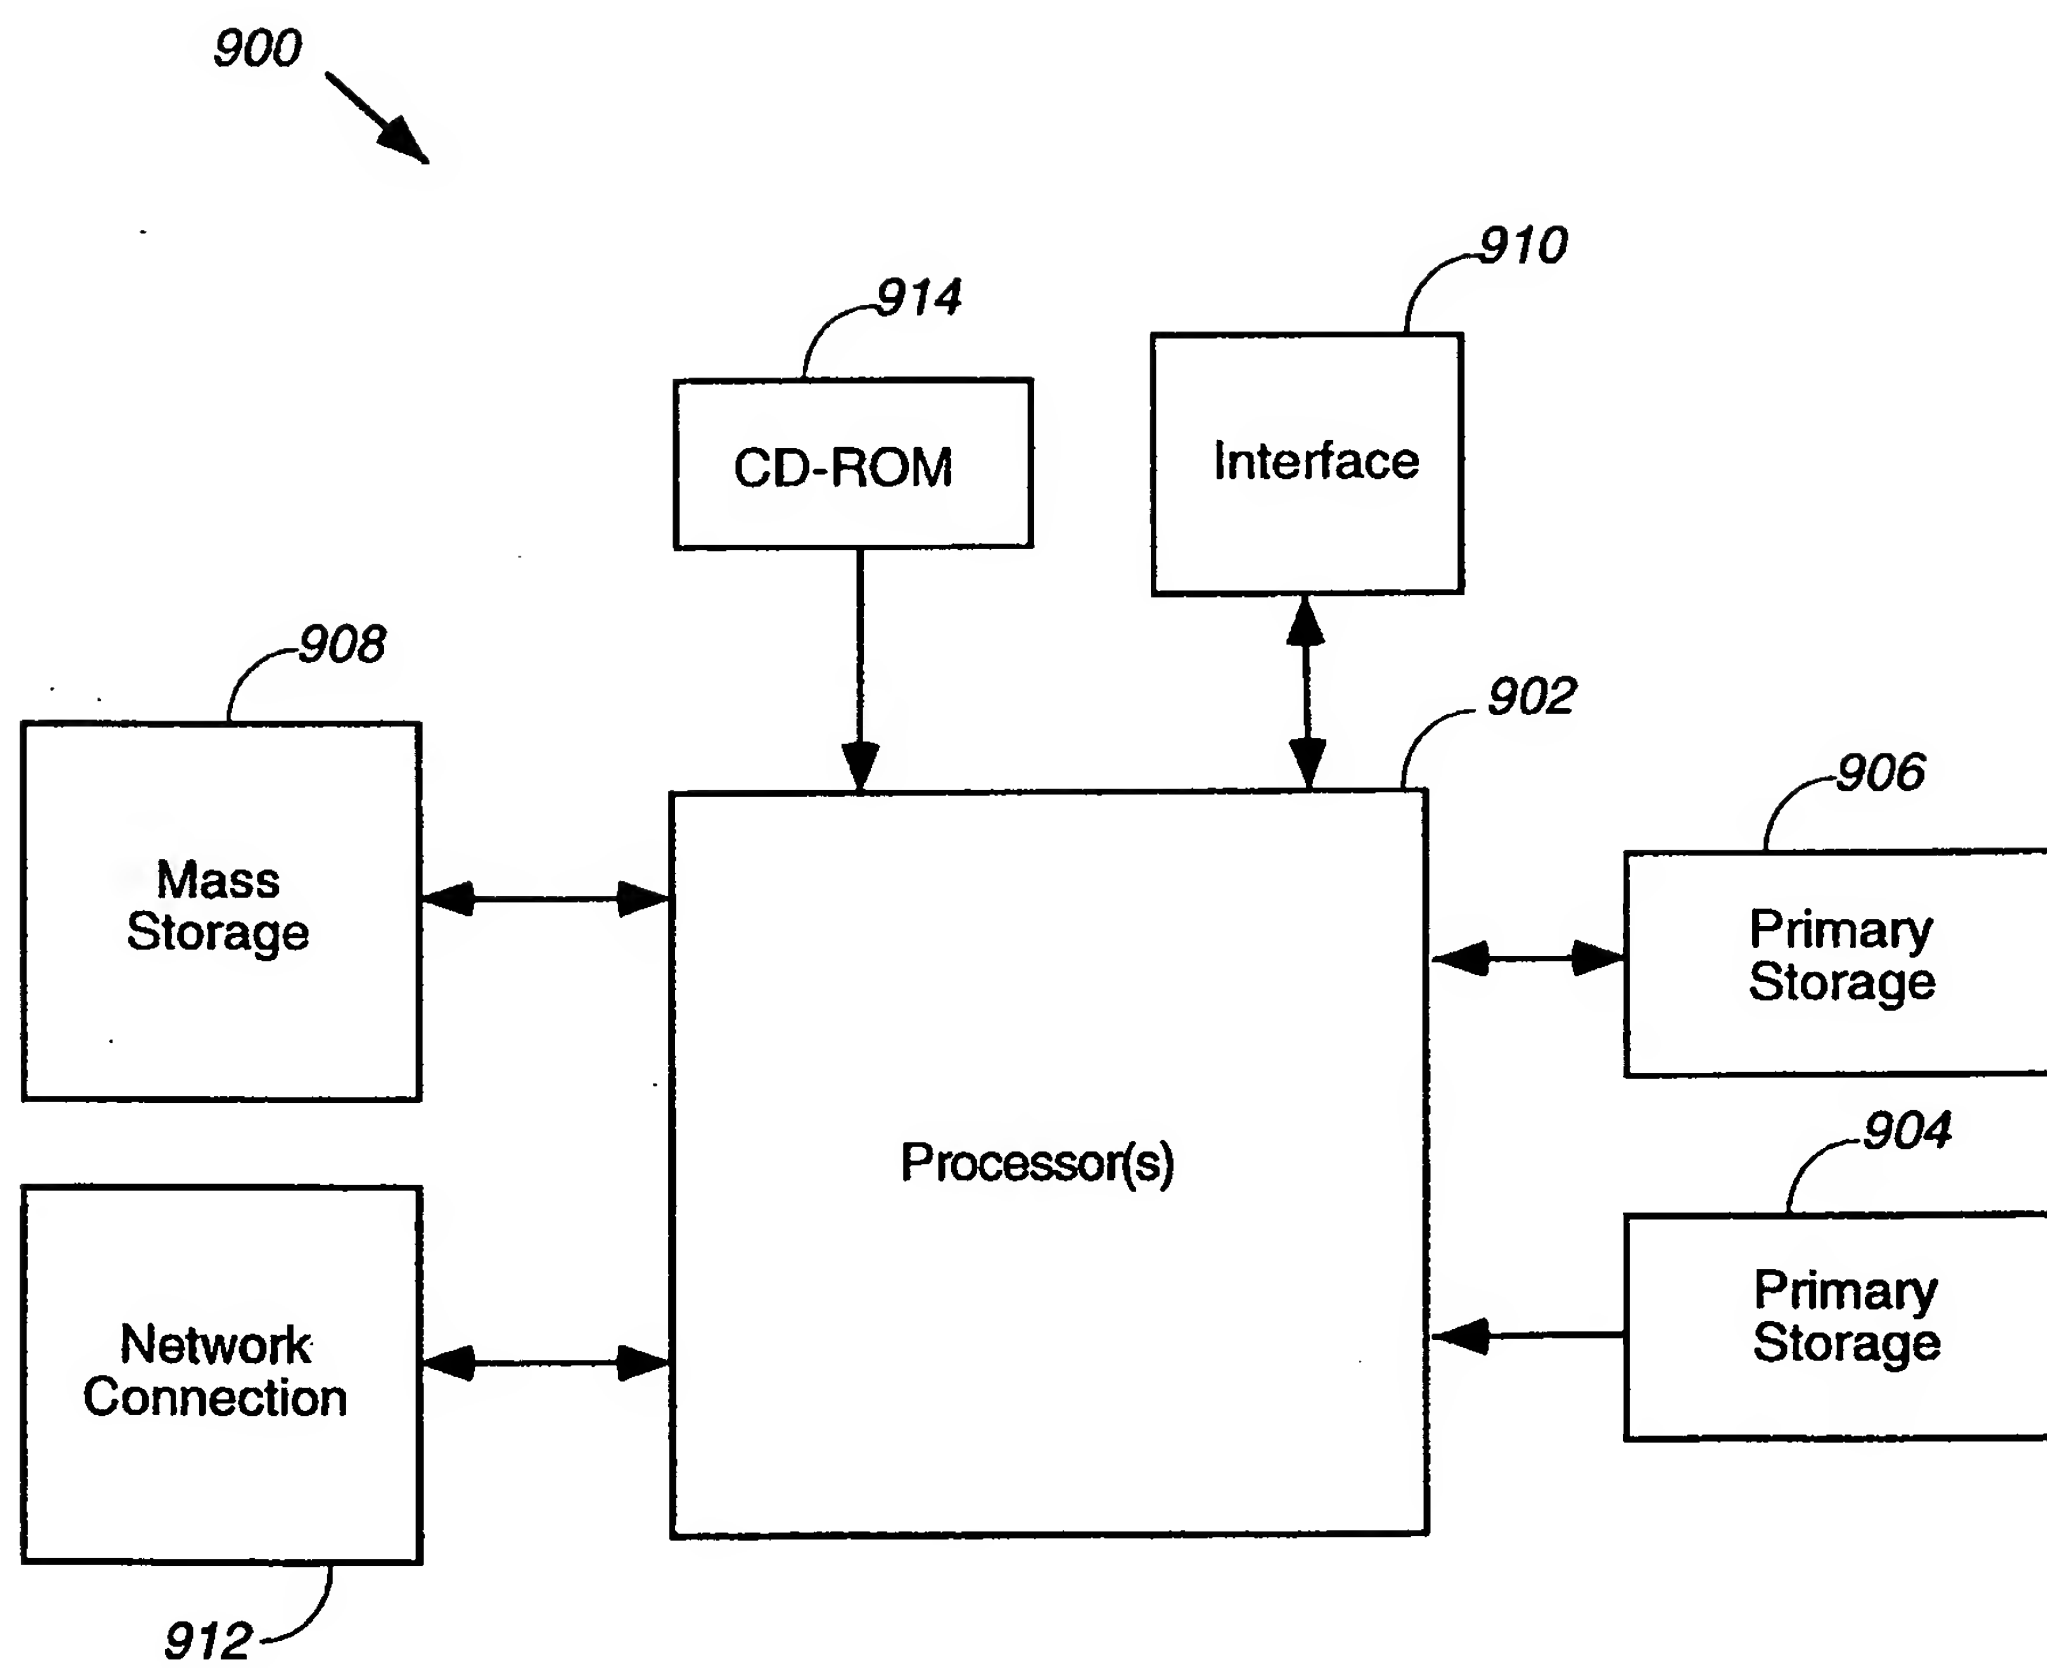 900
910
914
CD-ROM
Interface
908
902
906
Mass
Storage
Primary
Storage
904
Processor(s)
Primary
Storage
Network
Connection
912